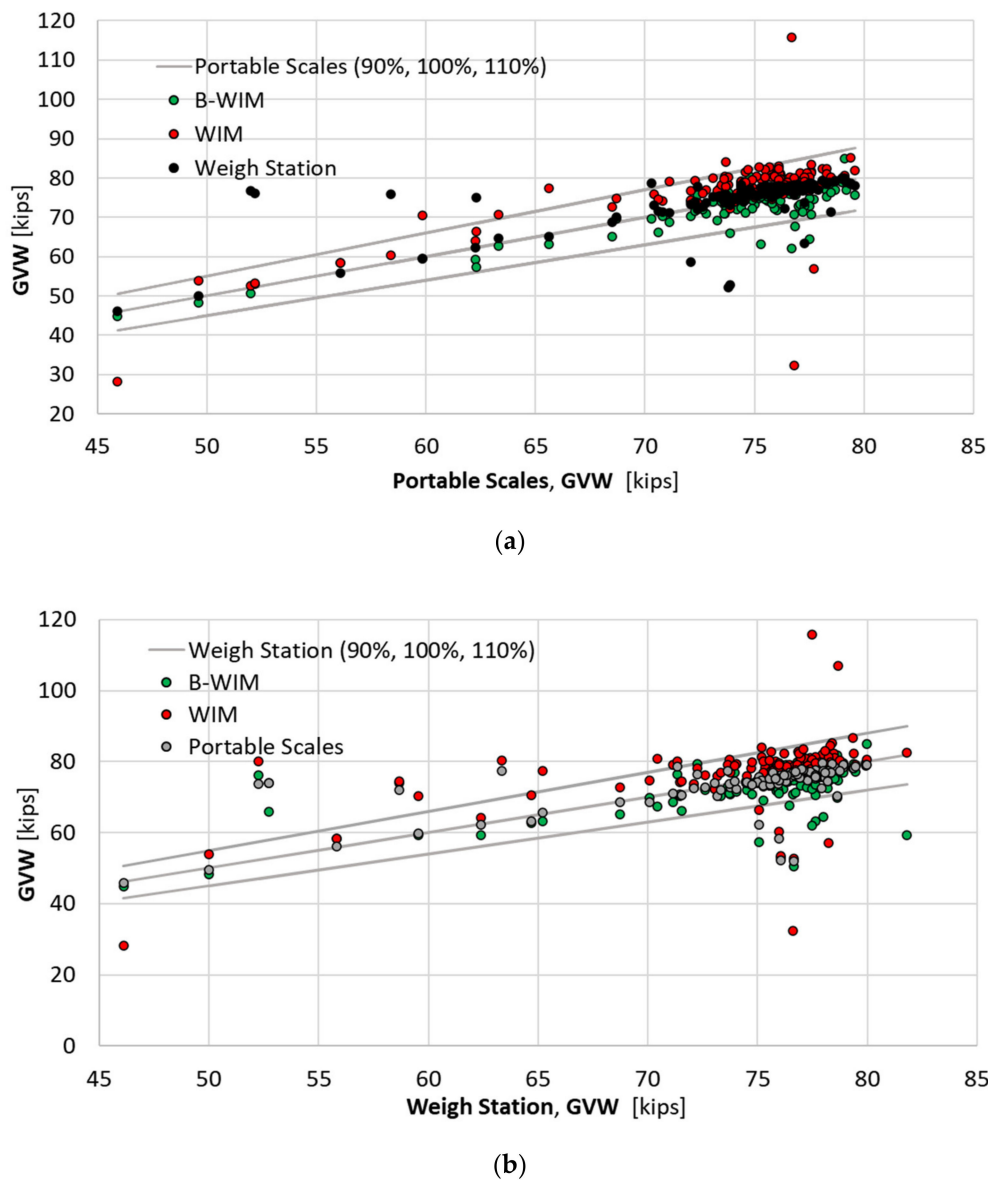 120
110
100
90
80
70
60
50
40
30
20
GVW [kips]
Portable Scales (90%, 100%, 110%)
B-WIM
WIM
Weigh Station
45 50 55 60 65 70 75 80 85
Portable Scales, GVW [kips]
(a)
120
100
80
60
40
20
0
GVW [kips]
Weigh Station (90%, 100%, 110%)
B-WIM
WIM
Portable Scales
45 50 55 60 65 70 75 80 85
Weigh Station, GVW [kips]
(b)